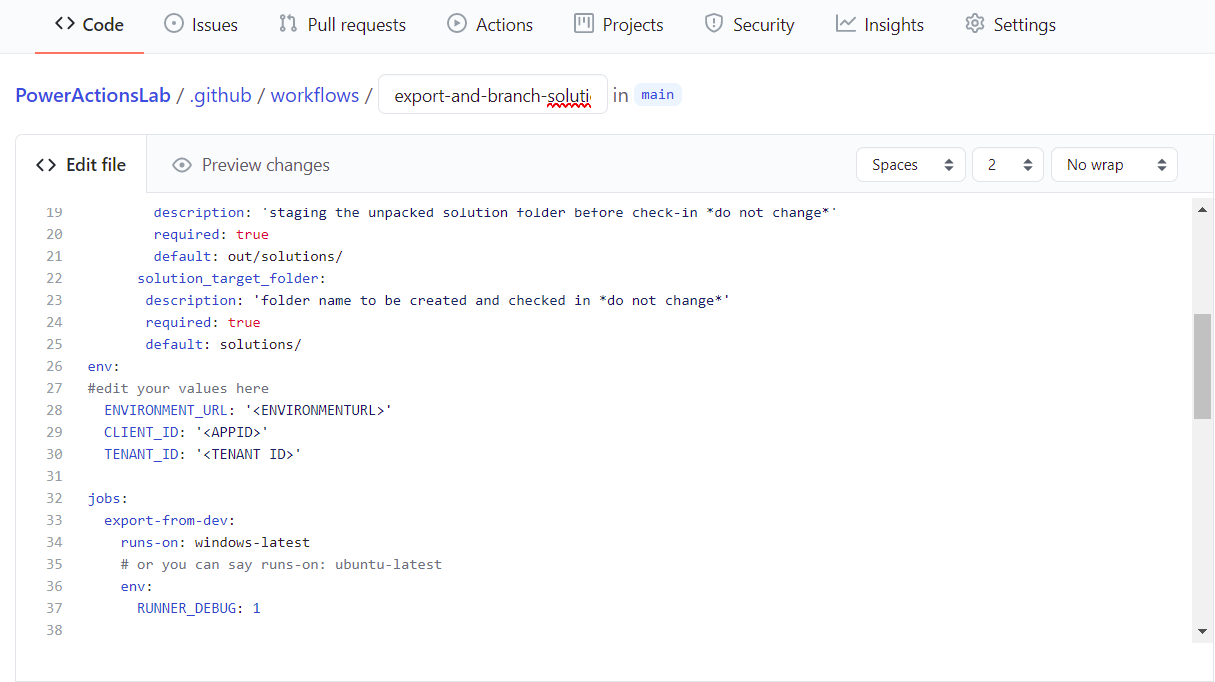 Code Issues Pull requests Actions Projects Security Insights Settings
PowerActionsLab / .github / workflows / export-and-branch-soluti in main
Edit file Preview changes Spaces 2 No wrap
19 description: 'staging the unpacked solution folder before check-in *do not change*'
20 required: true
21 default: out/solutions/
22 solution_target_folder:
23 description: 'folder name to be created and checked in *do not change*'
24 required: true
25 default: solutions/
26 env:
27 #edit your values here
28 ENVIRONMENT_URL: '<ENVIRONMENTURL>'
29 CLIENT_ID: '<APPID>'
30 TENANT_ID: '<TENANT ID>'
31
32 jobs:
33 export-from-dev:
34 runs-on: windows-latest
35 # or you can say runs-on: ubuntu-latest
36 env:
37 RUNNER_DEBUG: 1
38